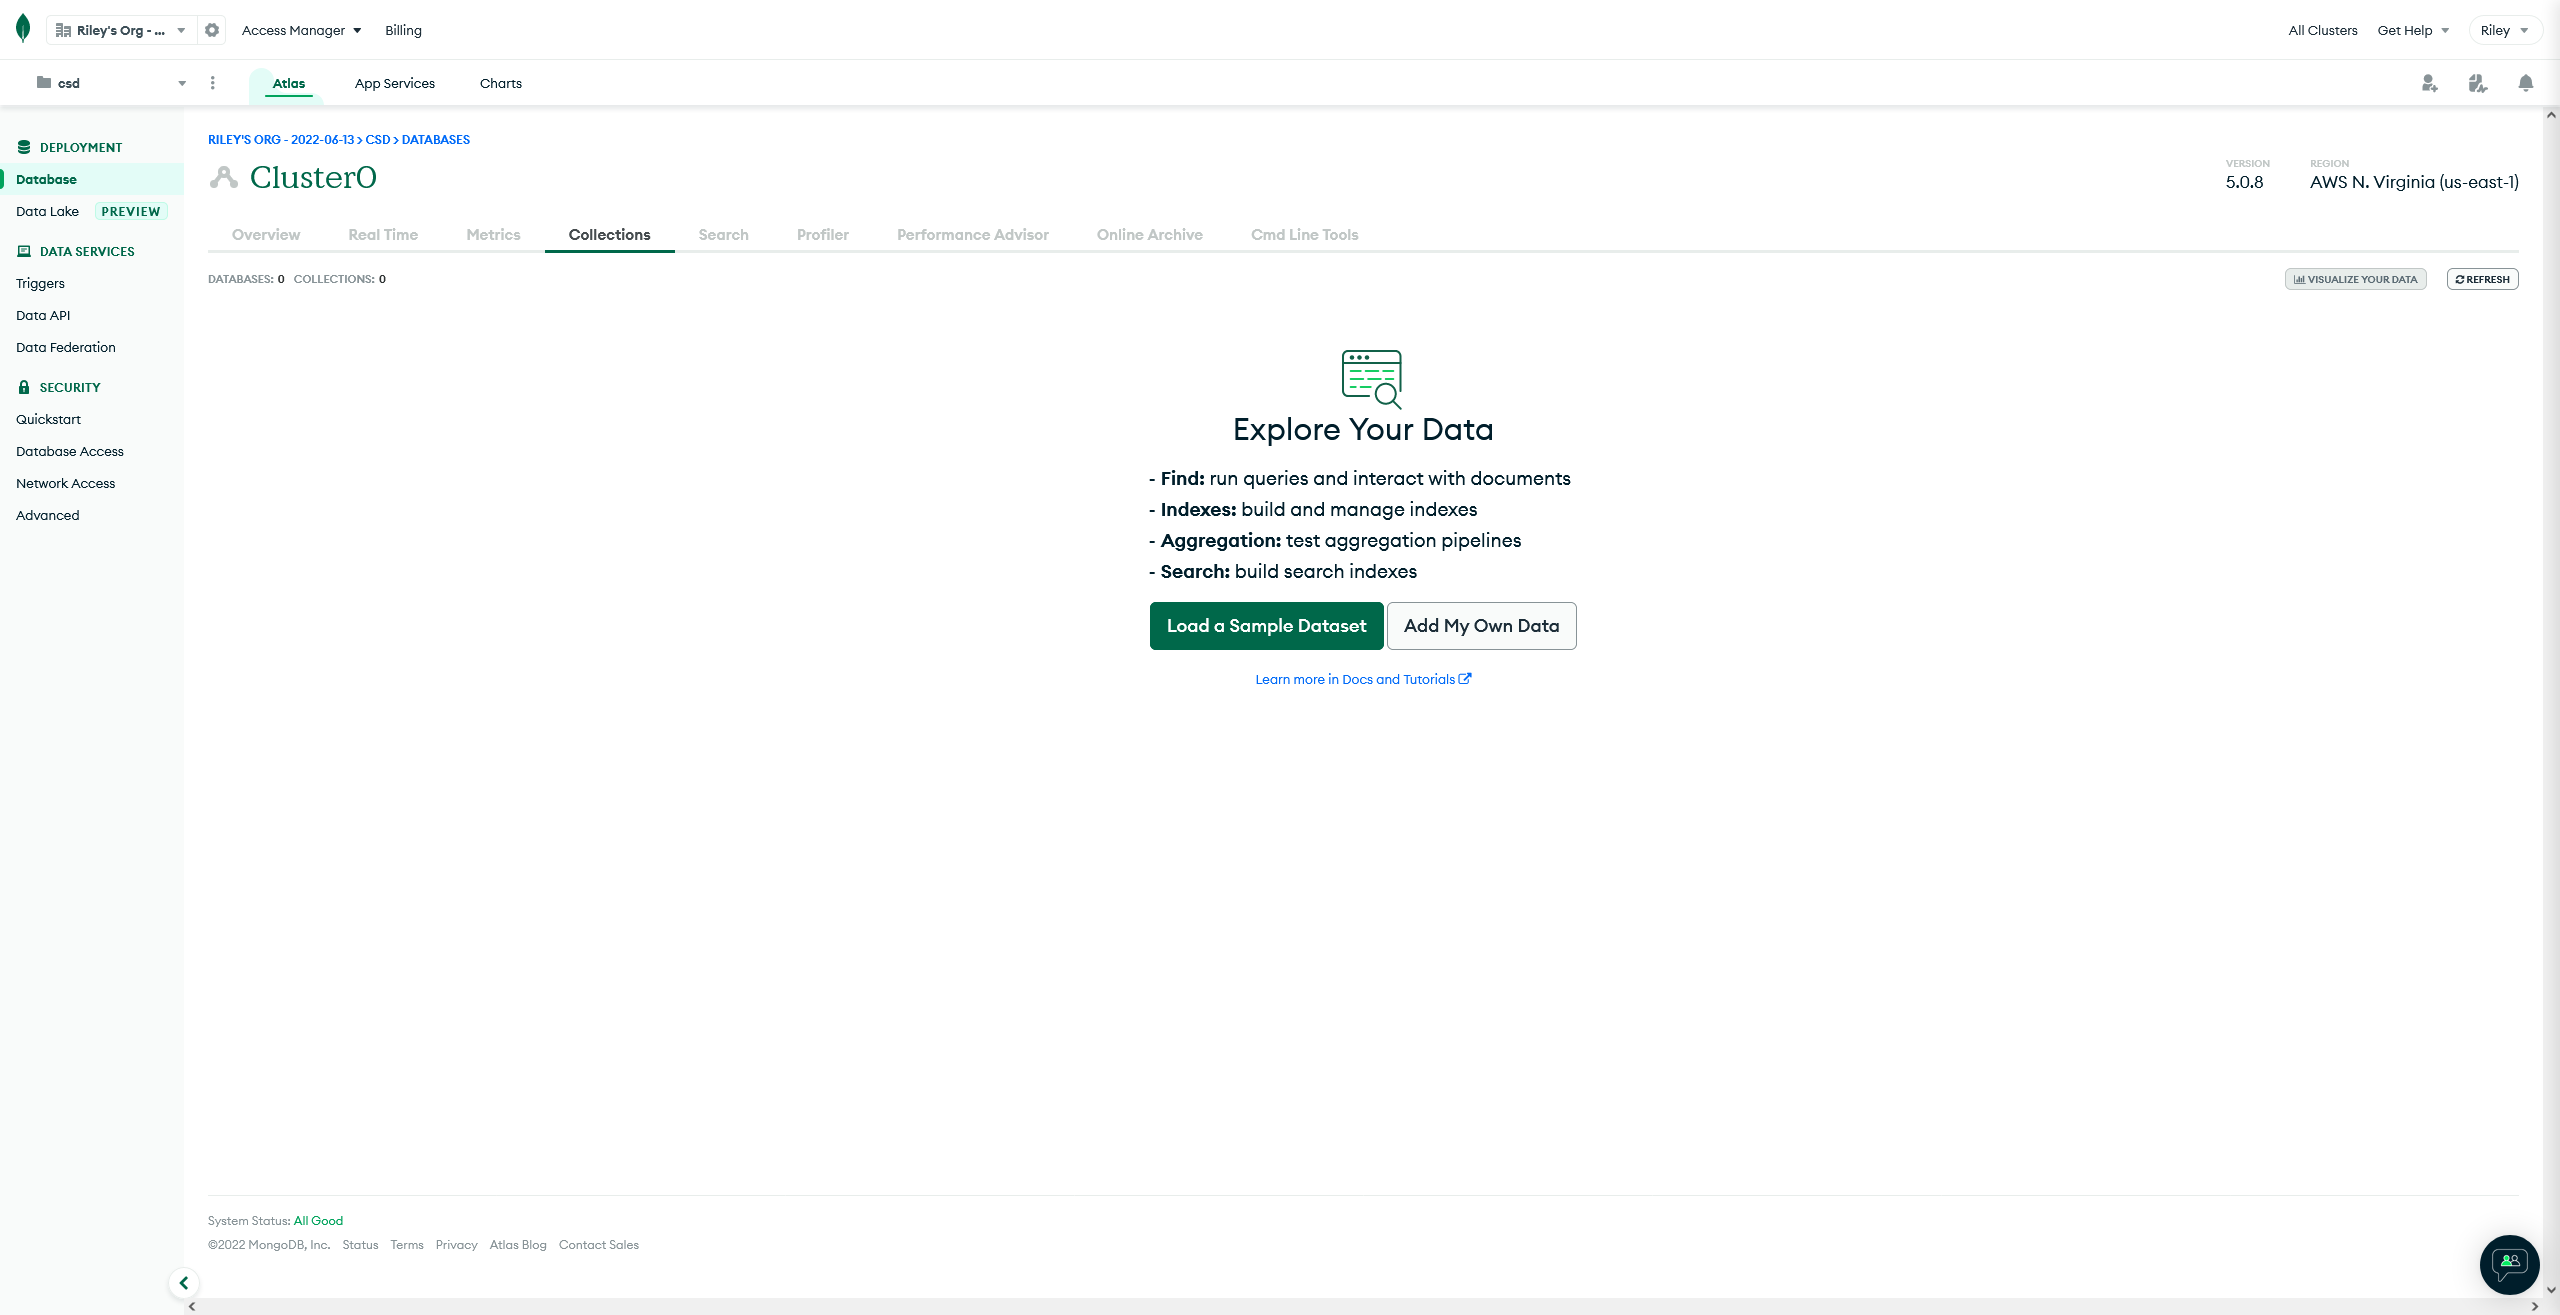 Riley's Org - ...
Access Manager
Billing
All Clusters
Get Help
Riley
csd
Atlas
App Services
Charts
DEPLOYMENT
Database
Data Lake PREVIEW
DATA SERVICES
Triggers
Data API
Data Federation
SECURITY
Quickstart
Database Access
Network Access
Advanced
RILEY'S ORG - 2022-06-13 > CSD > DATABASES
Cluster0
VERSION
5.0.8
REGION
AWS N. Virginia (us-east-1)
Overview
Real Time
Metrics
Collections
Search
Profiler
Performance Advisor
Online Archive
Cmd Line Tools
DATABASES: 0 COLLECTIONS: 0
VISUALIZE YOUR DATA
REFRESH
Explore Your Data
- Find: run queries and interact with documents
- Indexes: build and manage indexes
- Aggregation: test aggregation pipelines
- Search: build search indexes
Load a Sample Dataset
Add My Own Data
Learn more in Docs and Tutorials
System Status: All Good
©2022 MongoDB, Inc. Status Terms Privacy Atlas Blog Contact Sales